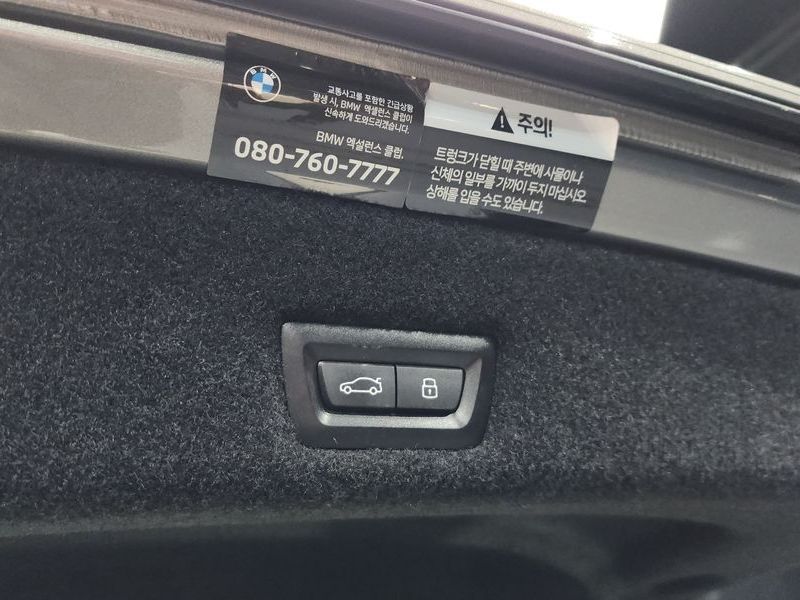 BMW
교통사고를 포함한 긴급상황
발생 시, BMW 엑설런스 클럽이
신속하게 도와드리겠습니다.
BMW 엑설런스 클럽.
080-760-7777
주의!
트렁크가 닫힐 때 주변에 사물이나
신체의 일부를 가까이 두지 마십시오.
상해를 입을 수도 있습니다.